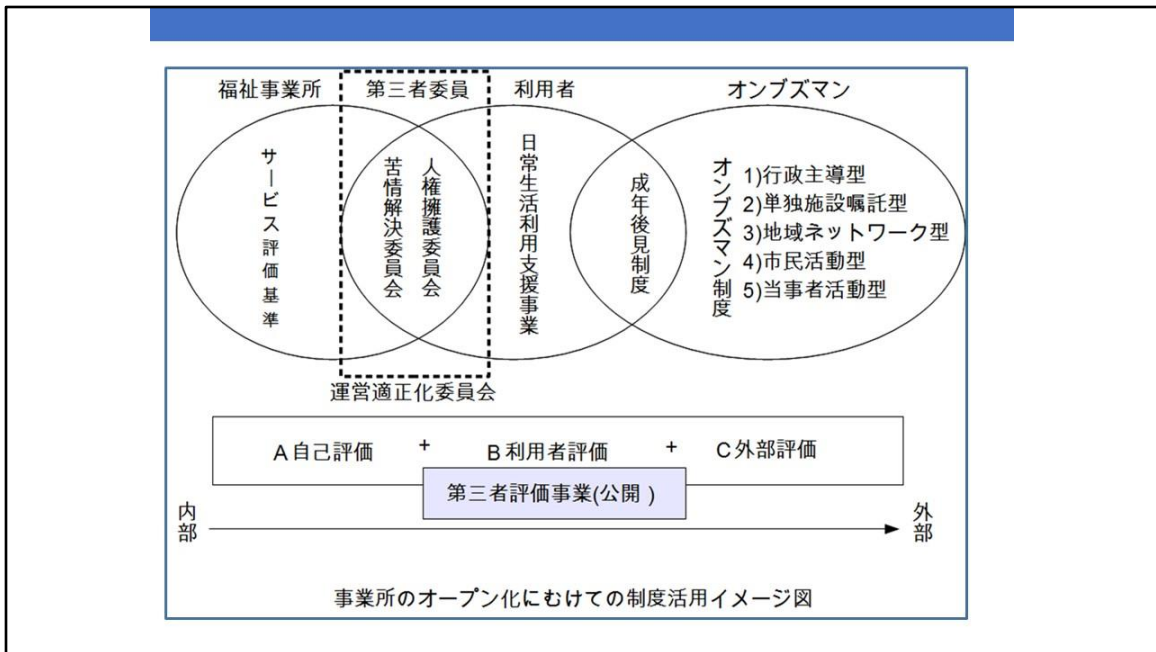 福祉事業所
第三者委員
利用者
オンブズマン
サービス評価基準
苦情解決委員会
人権擁護委員会
日常生活利用支援事業
成年後見制度
オンブズマン制度
1)行政主導型
2)単独施設嘱託型
3)地域ネットワーク型
4)市民活動型
5)当事者活動型
運営適正化委員会
A自己評価 + B利用者評価 + C外部評価
第三者評価事業(公開)
内部
外部
事業所のオープン化にむけての制度活用イメージ図